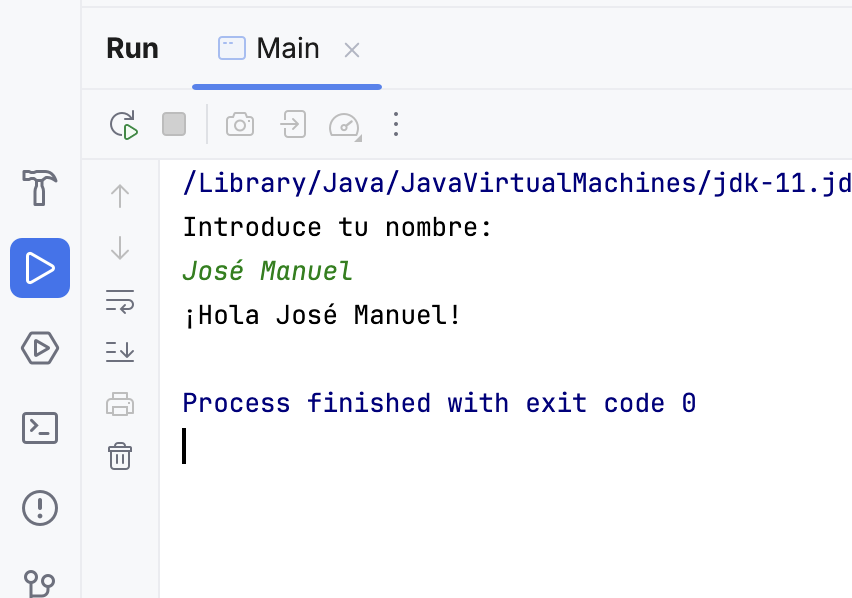 Run Main
/Library/Java/JavaVirtualMachines/jdk-11.jd
Introduce tu nombre:
José Manuel
¡Hola José Manuel!
Process finished with exit code 0